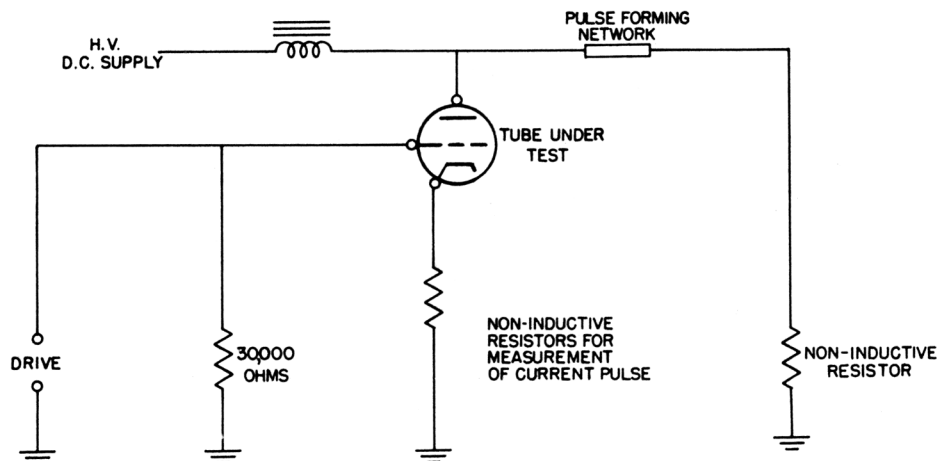 H.V.
D.C. SUPPLY
PULSE FORMING
NETWORK
TUBE UNDER
TEST
DRIVE
30,000
OHMS
NON-INDUCTIVE
RESISTORS FOR
MEASUREMENT
OF CURRENT PULSE
NON-INDUCTIVE
RESISTOR